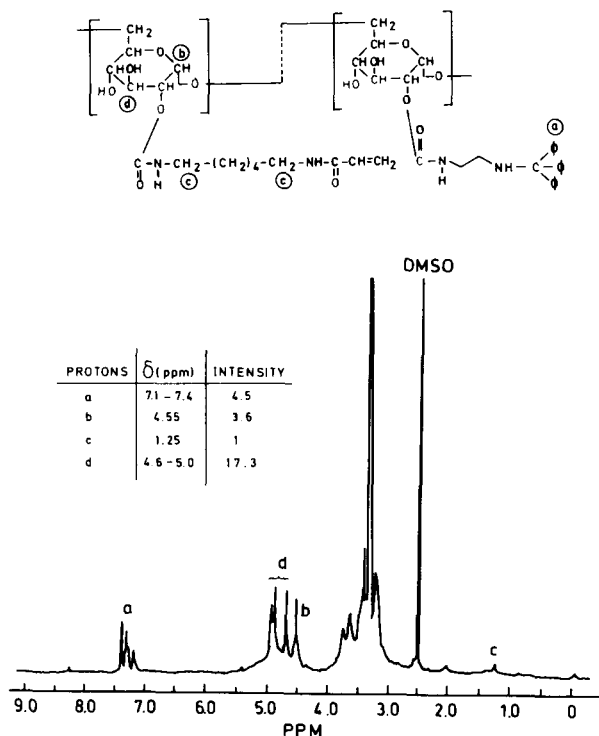 CH₂ CH₂
CH—O ⓑ CH—O
CH CHOH CH CH CHOH CH
HO CH—CH O HO CH—CH O
ⓓ O O
O ⓐ
C—N—CH₂—(CH₂)₄—CH₂—NH—C—CH=CH₂ C—N NH—C ϕ ϕ ϕ
O H ⓒ ⓒ O H
DMSO
PROTONS δ(ppm) INTENSITY
a 7.1 – 7.4 4.5
b 4.55 3.6
c 1.25 1
d 4.6–5.0 17.3
d
a b
c
9.0 8.0 7.0 6.0 5.0 4.0 3.0 2.0 1.0 0
PPM